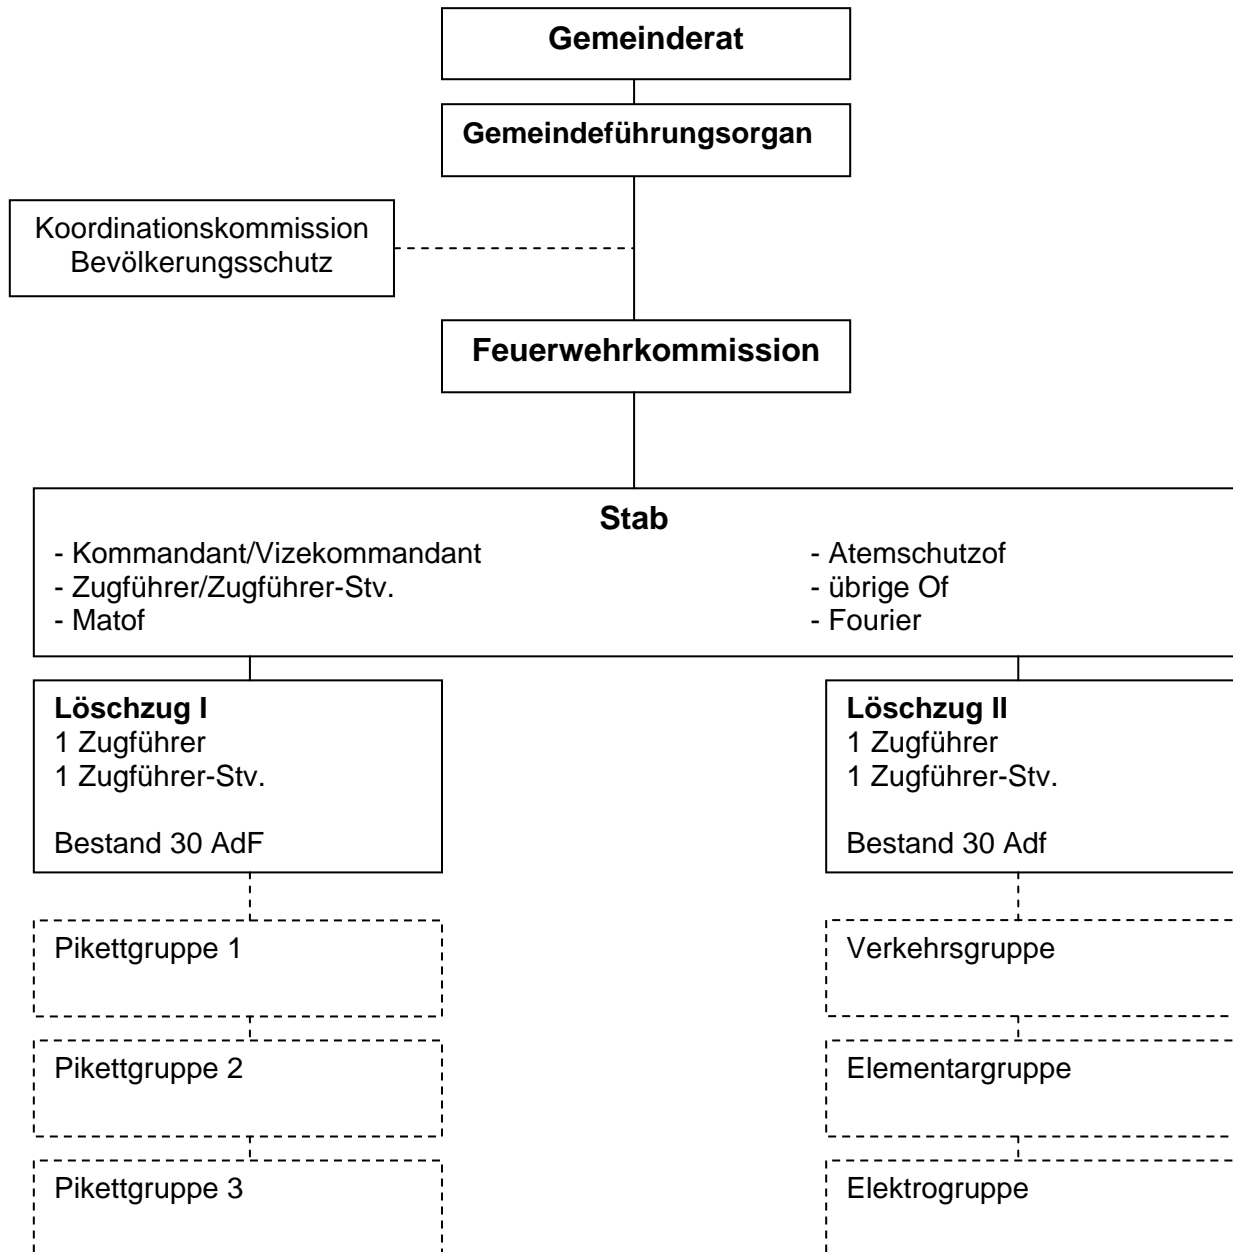 Gemeinderat
Gemeindeführungsorgan
Koordinationskommission
Bevölkerungsschutz
Feuerwehrkommission
Stab
- Kommandant/Vizekommandant
- Zugführer/Zugführer-Stv.
- Matof
- Atemschutzof
- übrige Of
- Fourier
Löschzug I
1 Zugführer
1 Zugführer-Stv.
Bestand 30 AdF
Löschzug II
1 Zugführer
1 Zugführer-Stv.
Bestand 30 Adf
Pikettgruppe 1
Pikettgruppe 2
Pikettgruppe 3
Verkehrsgruppe
Elementargruppe
Elektrogruppe